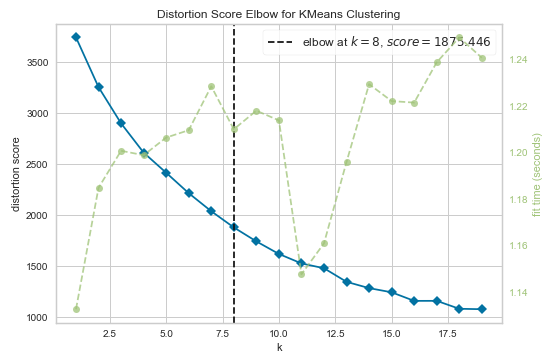 Distortion Score Elbow for KMeans Clustering
elbow at k = 8, score = 1875.446
distortion score
3500
3000
2500
2000
1500
1000
2.5 5.0 7.5 10.0 12.5 15.0 17.5
k
1.24
1.22
1.20
1.18
1.16
1.14
fit time (seconds)